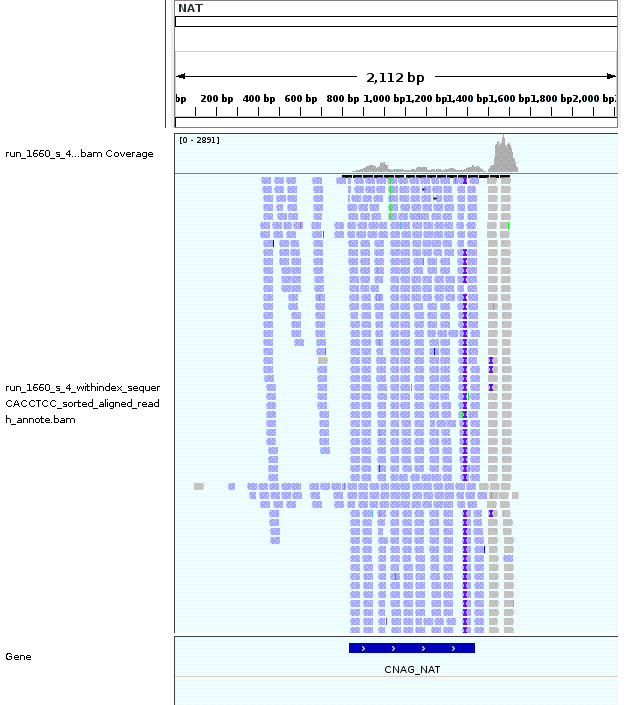 NAT
2,112 bp
bp 200 bp 400 bp 600 bp 800 bp 1,000 bp 1,200 bp 1,400 bp 1,600 bp 1,800 bp 2,000 bp
[0 - 2891]
run_1660_s_4...bam Coverage
run_1660_s_4_withindex_sequer
CACCTCC_sorted_aligned_read
h_annote.bam
Gene
CNAG_NAT